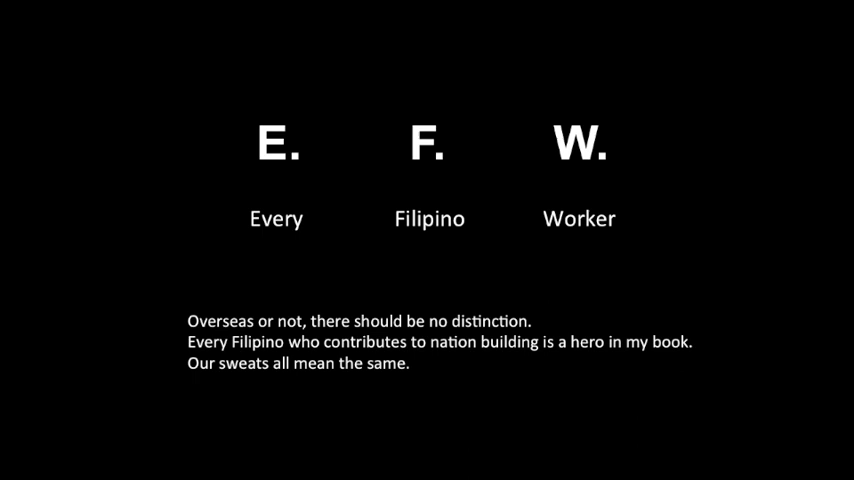 E. F. W.
Every Filipino Worker
Overseas or not, there should be no distinction.
Every Filipino who contributes to nation building is a hero in my book.
Our sweats all mean the same.